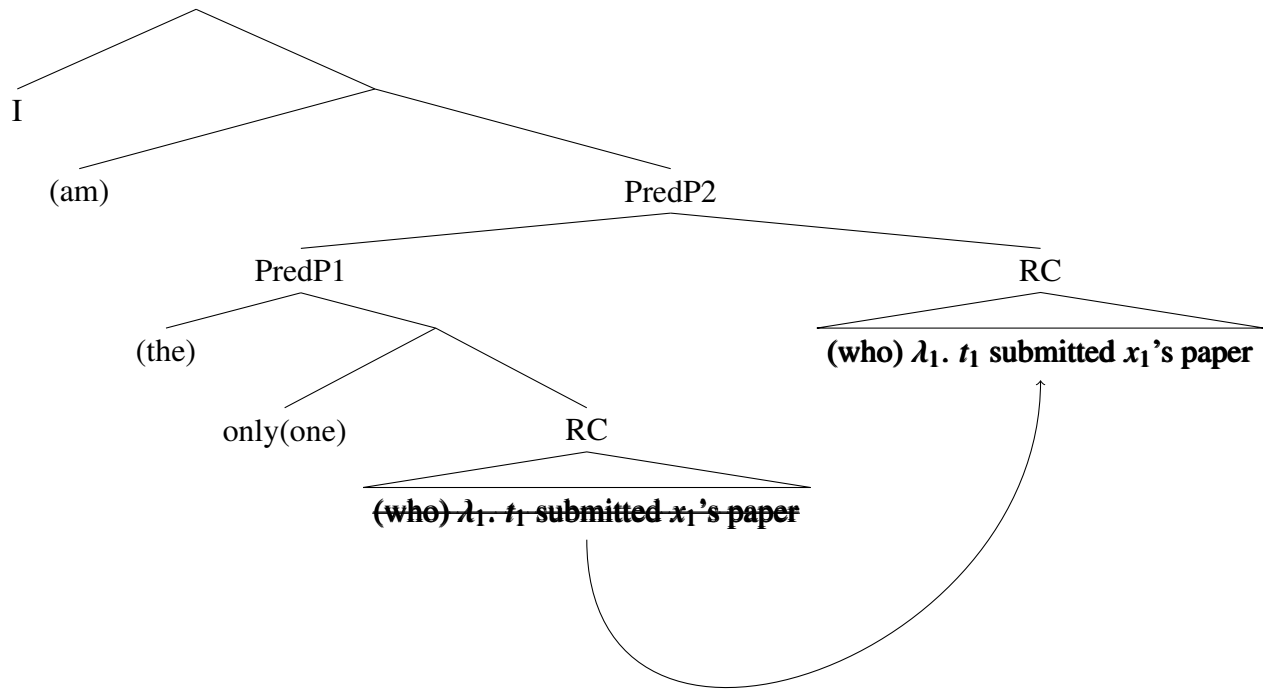 I
(am)
PredP2
PredP1
RC
(the)
(who) λ₁. t₁ submitted x₁’s paper
only(one)
RC
(who) λ₁. t₁ submitted x₁’s paper